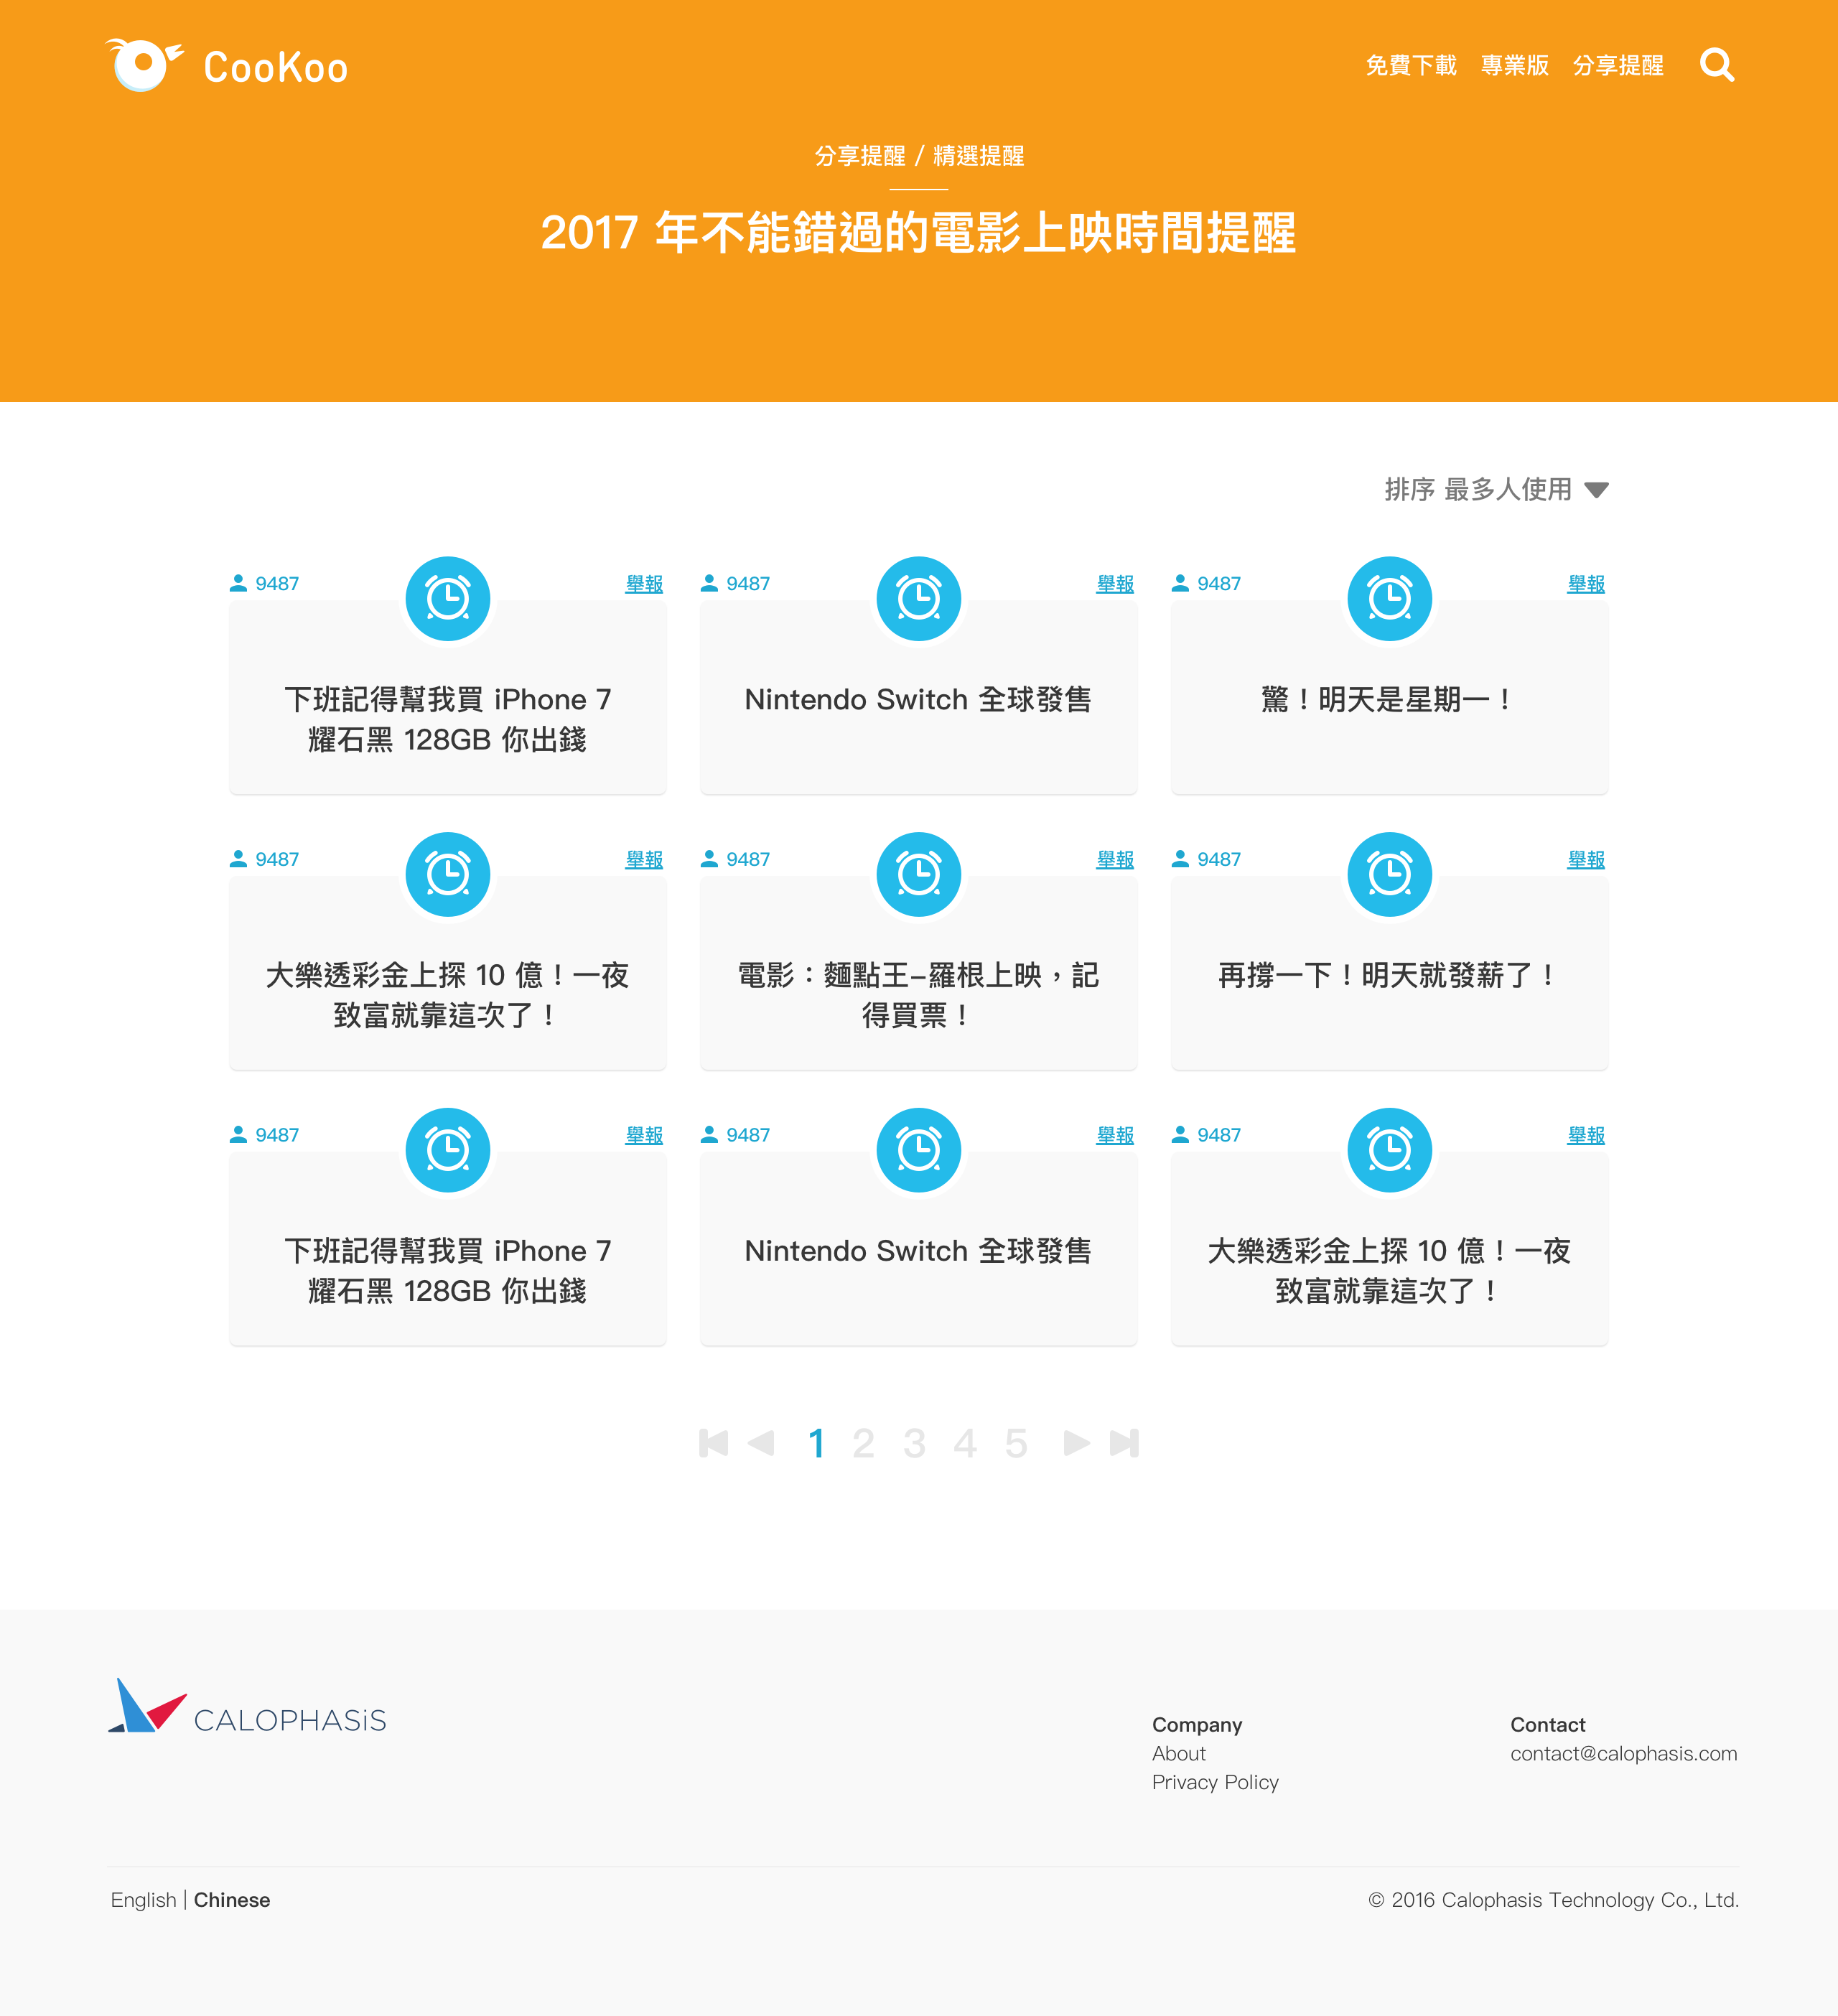 CooKoo
免費下載 專業版 分享提醒
分享提醒 / 精選提醒
2017 年不能錯過的電影上映時間提醒
排序 最多人使用
9487 舉報
下班記得幫我買 iPhone 7
耀石黑 128GB 你出錢
9487 舉報
Nintendo Switch 全球發售
9487 舉報
驚！明天是星期一！
9487 舉報
大樂透彩金上探 10 億！一夜
致富就靠這次了！
9487 舉報
電影：麵點王–羅根上映，記
得買票！
9487 舉報
再撐一下！明天就發薪了！
9487 舉報
下班記得幫我買 iPhone 7
耀石黑 128GB 你出錢
9487 舉報
Nintendo Switch 全球發售
9487 舉報
大樂透彩金上探 10 億！一夜
致富就靠這次了！
1 2 3 4 5
CALOPHASiS
Company
About
Privacy Policy
Contact
contact@calophasis.com
English | Chinese
© 2016 Calophasis Technology Co., Ltd.